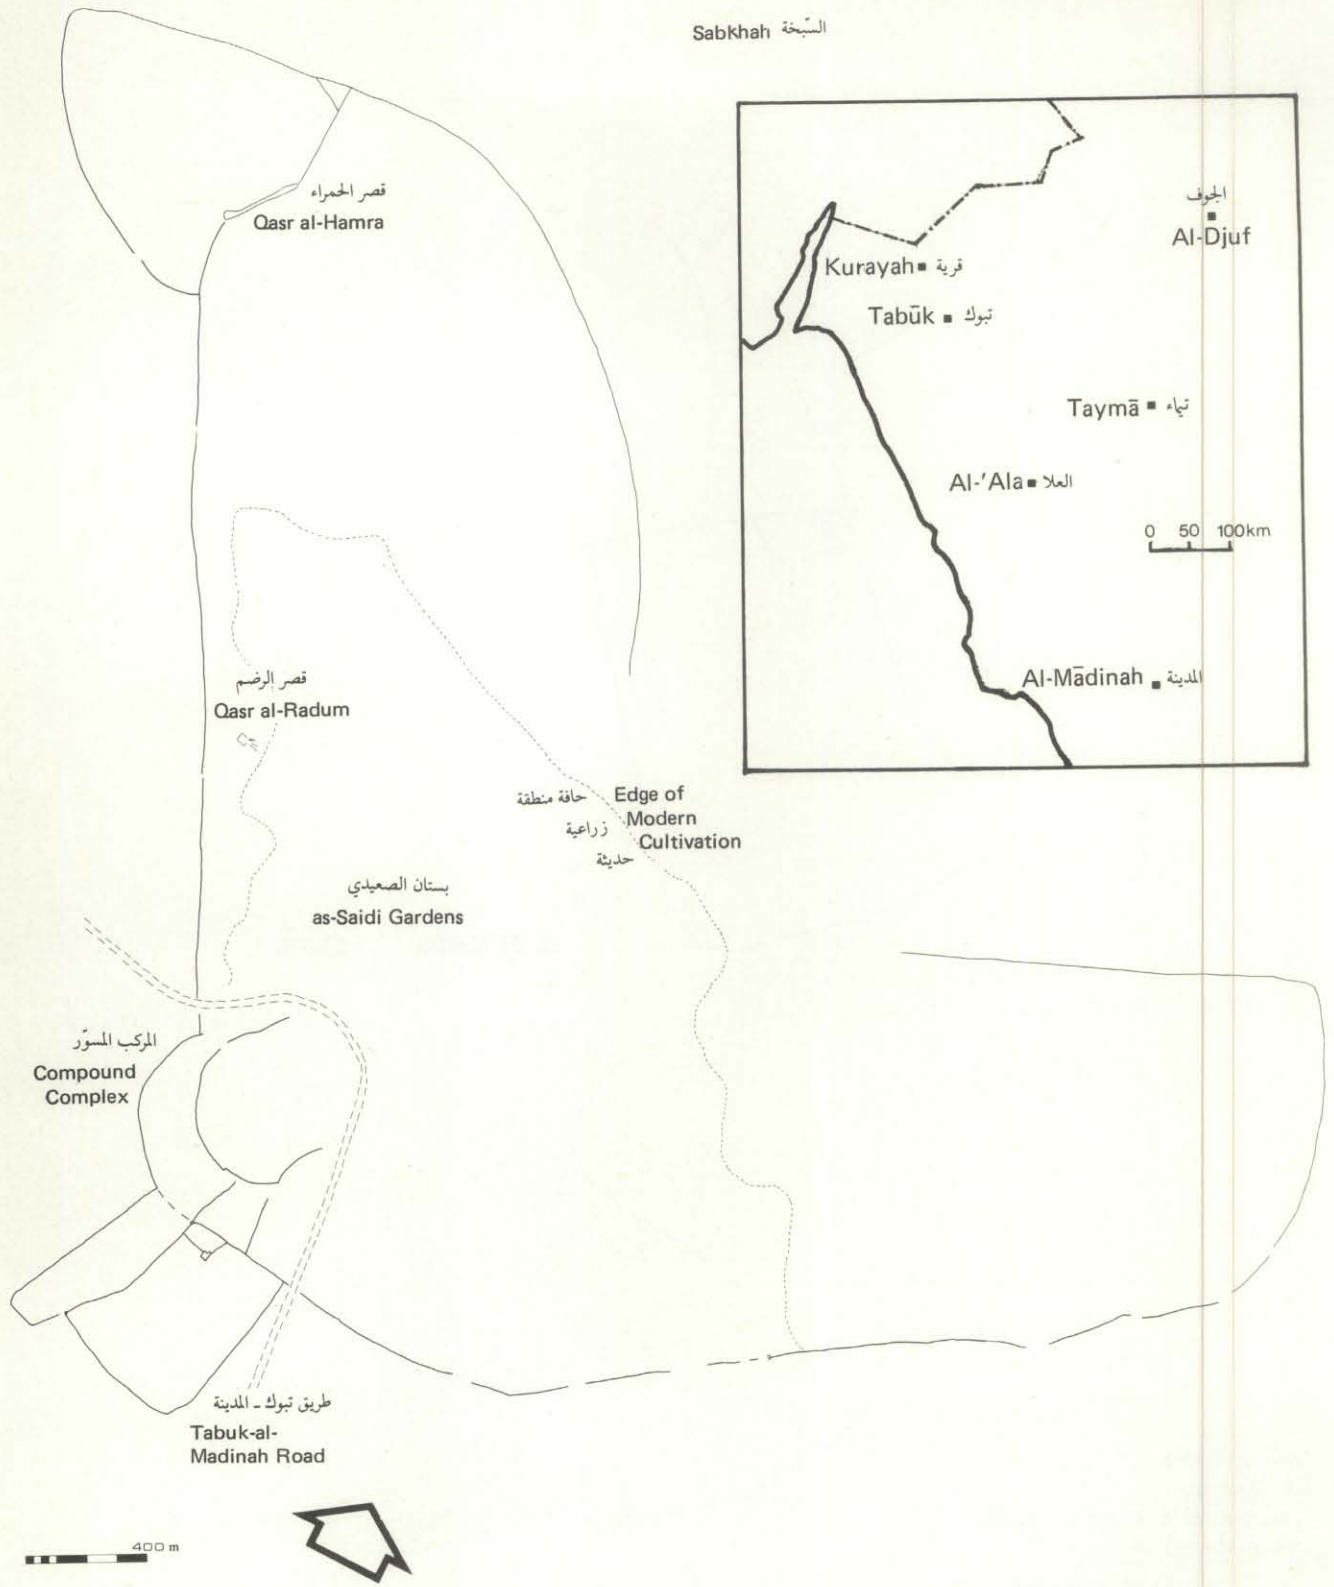 Sabkhah السّبخة
قصر الحمراء
Qasr al-Hamra
الجوف
Al-Djuf
Kurayah قرية
Tabūk تبوك
Taymā تيماء
Al-'Ala العلا
0 50 100km
Al-Mādinah المدينة
قصر الرضم
Qasr al-Radum
حافة منطقة Edge of
زراعية Modern
حديثة Cultivation
بستان الصعيدي
as-Saidi Gardens
المركب المسوّر
Compound
Complex
طريق تبوك ـ المدينة
Tabuk-al-
Madinah Road
400 m